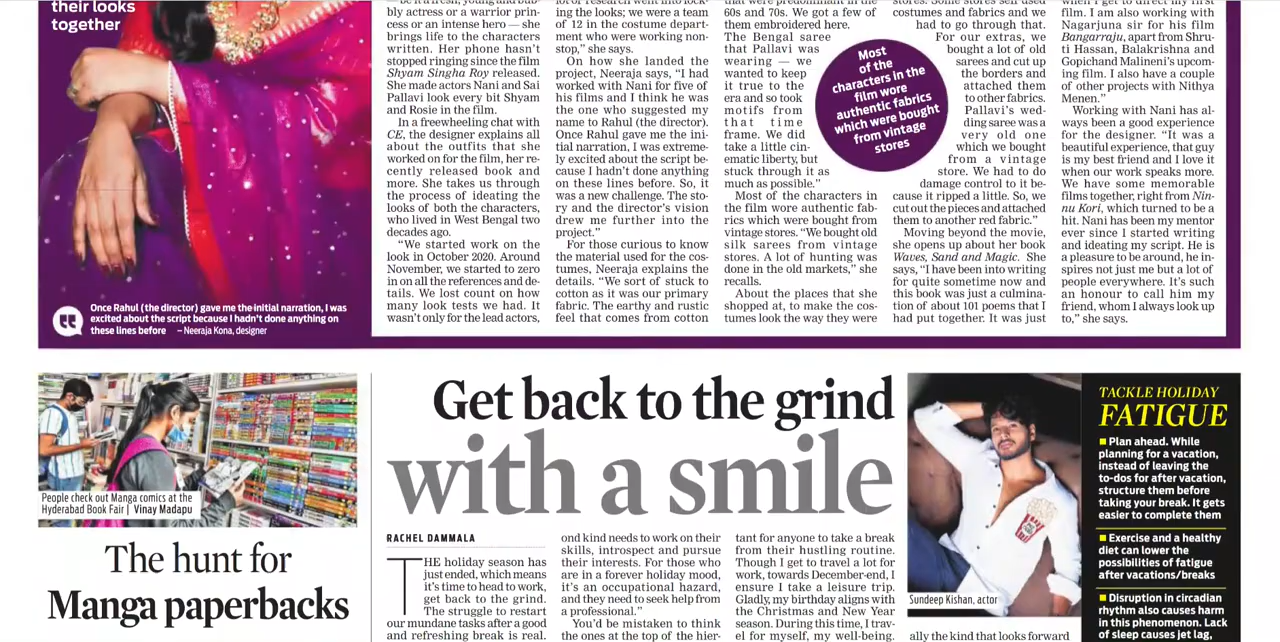 their looks
together
Once Rahul (the director) gave me the initial narration, I was
excited about the script because I hadn't done anything on
these lines before – Neeraja Kona, designer
bly actress or a warrior prin-
cess or an intense hero — she
brings life to the characters
written. Her phone hasn't
stopped ringing since the film
Shyam Singha Roy released.
She made actors Nani and Sai
Pallavi look every bit Shyam
and Rosie in the film.
In a freewheeling chat with
CE, the designer explains all
about the outfits that she
worked on for the film, her re-
cently released book and
more. She takes us through
the process of ideating the
looks of both the characters,
who lived in West Bengal two
decades ago.
"We started work on the
look in October 2020. Around
November, we started to zero
in on all the references and de-
tails. We lost count on how
many look tests we had. It
wasn't only for the lead actors,
ing the looks; we were a team
of 12 in the costume depart-
ment who were working non-
stop," she says.
On how she landed the
project, Neeraja says, "I had
worked with Nani for five of
his films and I think he was
the one who suggested my
name to Rahul (the director).
Once Rahul gave me the ini-
tial narration, I was extreme-
ly excited about the script be-
cause I hadn't done anything
on these lines before. So, it
was a new challenge. The sto-
ry and the director's vision
drew me further into the
project."
For those curious to know
the material used for the cos-
tumes, Neeraja explains the
details. "We sort of stuck to
cotton as it was our primary
fabric. The earthy and rustic
feel that comes from cotton
that were predominant in the
60s and 70s. We got a few of
them embroidered here.
The Bengal saree
that Pallavi was
wearing — we
wanted to keep
it true to the
era and so took
motifs from
that time
frame. We did
take a little cin-
ematic liberty, but
stuck through it as
much as possible."
Most of the characters in
the film wore authentic fab-
rics which were bought from
vintage stores. "We bought old
silk sarees from vintage
stores. A lot of hunting was
done in the old markets," she
recalls.
About the places that she
shopped at, to make the cos-
tumes look the way they were
Most
of the
characters in the
film wore
authentic fabrics
which were bought
from vintage
stores
costumes and fabrics and we
had to go through that.
For our extras, we
bought a lot of old
sarees and cut up
the borders and
attached them
to other fabrics.
Pallavi's wed-
ding saree was a
very old one
which we bought
from a vintage
store. We had to do
damage control to it be-
cause it ripped a little. So, we
cut out the pieces and attached
them to another red fabric."
Moving beyond the movie,
she opens up about her book
Waves, Sand and Magic. She
says, "I have been into writing
for quite sometime now and
this book was just a culmina-
tion of about 101 poems that I
had put together. It was just
when I get to direct my first
film. I am also working with
Nagarjuna sir for his film
Bangarraju, apart from Shru-
ti Hassan, Balakrishna and
Gopichand Malineni's upcom-
ing film. I also have a couple
of other projects with Nithya
Menen."
Working with Nani has al-
ways been a good experience
for the designer. "It was a
beautiful experience, that guy
is my best friend and I love it
when our work speaks more.
We have some memorable
films together, right from Nin-
nu Kori, which turned to be a
hit. Nani has been my mentor
ever since I started writing
and ideating my script. He is
a pleasure to be around, he in-
spires not just me but a lot of
people everywhere. It's such
an honour to call him my
friend, whom I always look up
to," she says.
People check out Manga comics at the
Hyderabad Book Fair | Vinay Madapu
The hunt for
Manga paperbacks
Get back to the grind
with a smile
RACHEL DAMMALA
THE holiday season has
just ended, which means
it's time to head to work,
get back to the grind.
The struggle to restart
our mundane tasks after a good
and refreshing break is real.
ond kind needs to work on their
skills, introspect and pursue
their interests. For those who
are in a forever holiday mood,
it's an occupational hazard,
and they need to seek help from
a professional."
You'd be mistaken to think
the ones at the top of the hier-
tant for anyone to take a break
from their hustling routine.
Though I get to travel a lot for
work, towards December-end, I
ensure I take a leisure trip.
Gladly, my birthday aligns with
the Christmas and New Year
season. During this time, I trav-
el for myself, my well-being.
Sundeep Kishan, actor
ally the kind that looks forward
TACKLE HOLIDAY
FATIGUE
Plan ahead. While
planning for a vacation,
instead of leaving the
to-dos for after vacation,
structure them before
taking your break. It gets
easier to complete them
Exercise and a healthy
diet can lower the
possibilities of fatigue
after vacations/breaks
Disruption in circadian
rhythm also causes harm
in this phenomenon. Lack
of sleep causes jet lag,